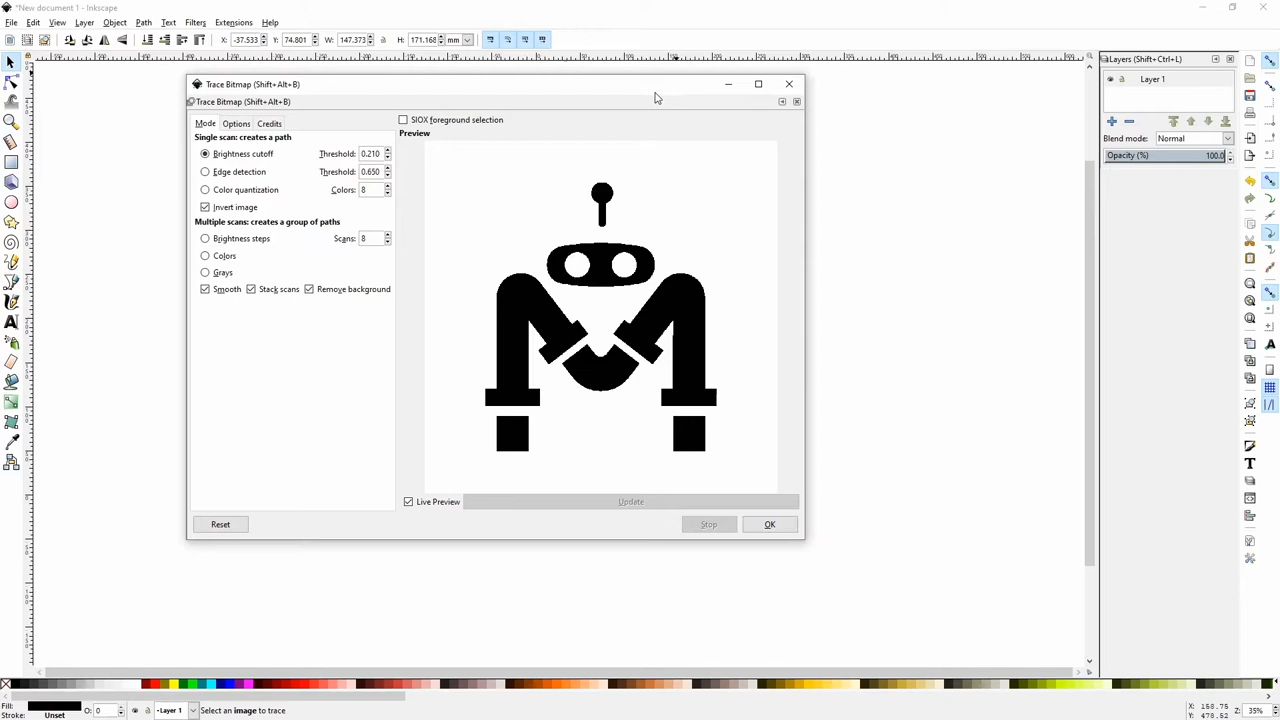 *New document 1 - Inkscape
File Edit View Layer Object Path Text Filters Extensions Help
X: -37.533 Y: 74.801 W: 147.373 H: 171.168 mm
Layers (Shift+Ctrl+L)
Layer 1
Blend mode: Normal
Opacity (%) 100.0
Trace Bitmap (Shift+Alt+B)
Trace Bitmap (Shift+Alt+B)
Mode Options Credits
SIOX foreground selection
Preview
Single scan: creates a path
Brightness cutoff Threshold: 0.210
Edge detection Threshold: 0.650
Color quantization Colors: 8
Invert image
Multiple scans: creates a group of paths
Brightness steps Scans: 8
Colors
Grays
Smooth Stack scans Remove background
Live Preview Update
Reset Stop OK
Fill:
Stroke: Unset
O: 0
Layer 1
Select an image to trace
X: 158.75
Y: 478.52
Z: 35%